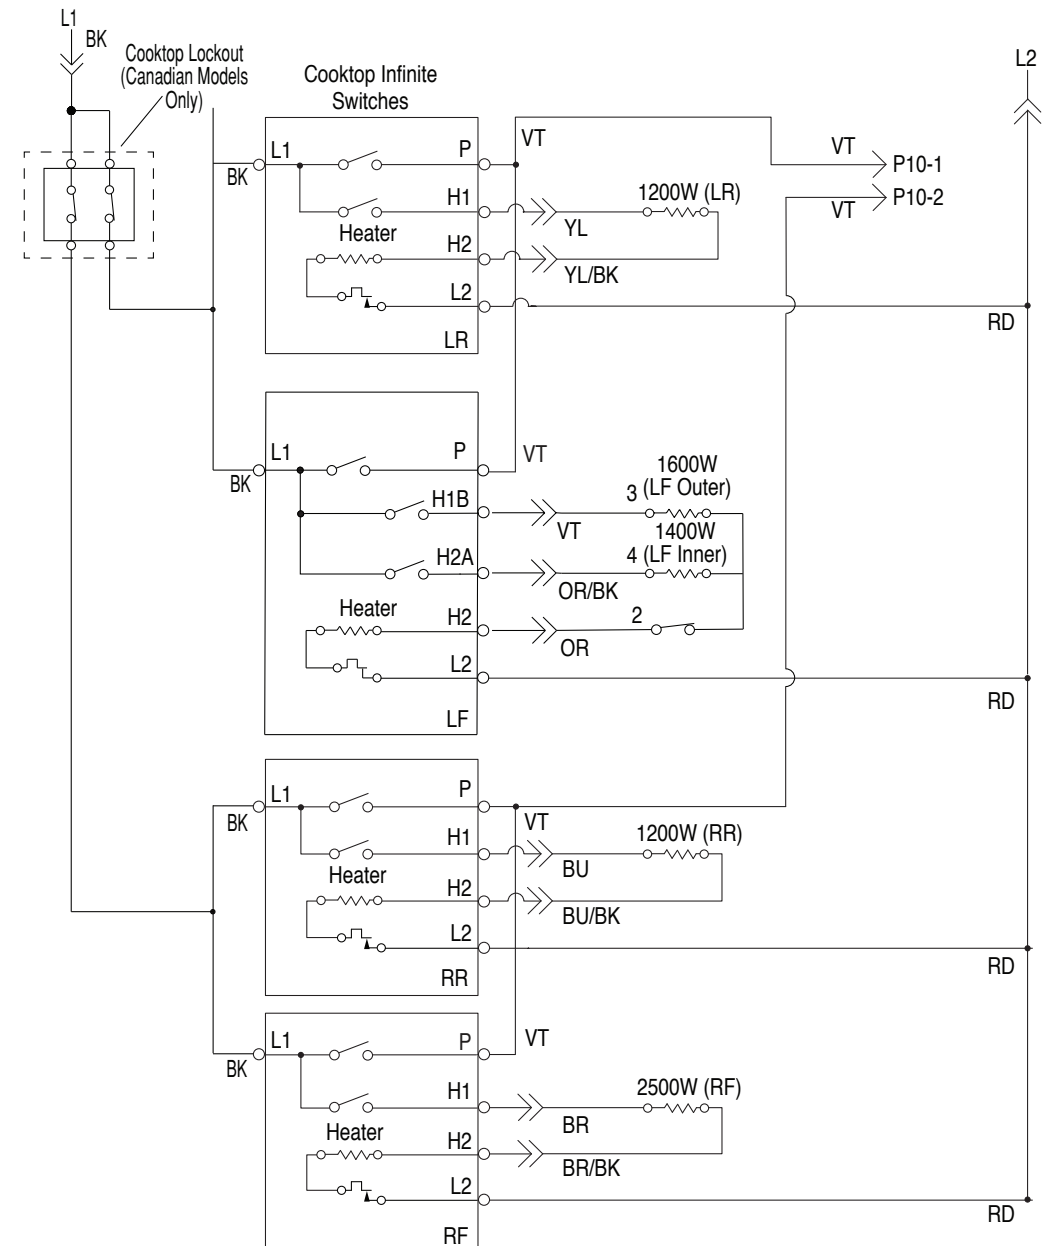 L1
BK
Cooktop Lockout
(Canadian Models
Only)
Cooktop Infinite
Switches
L2
L1
BK
P
VT
VT
P10-1
H1
1200W (LR)
VT
P10-2
YL
Heater
H2
YL/BK
L2
RD
LR
L1
BK
P
VT
1600W
3 (LF Outer)
H1B
VT
1400W
4 (LF Inner)
H2A
OR/BK
Heater
H2
2
OR
L2
RD
LF
L1
BK
P
VT
1200W (RR)
H1
BU
Heater
H2
BU/BK
L2
RD
RR
L1
BK
P
VT
2500W (RF)
H1
BR
Heater
H2
BR/BK
L2
RD
RF